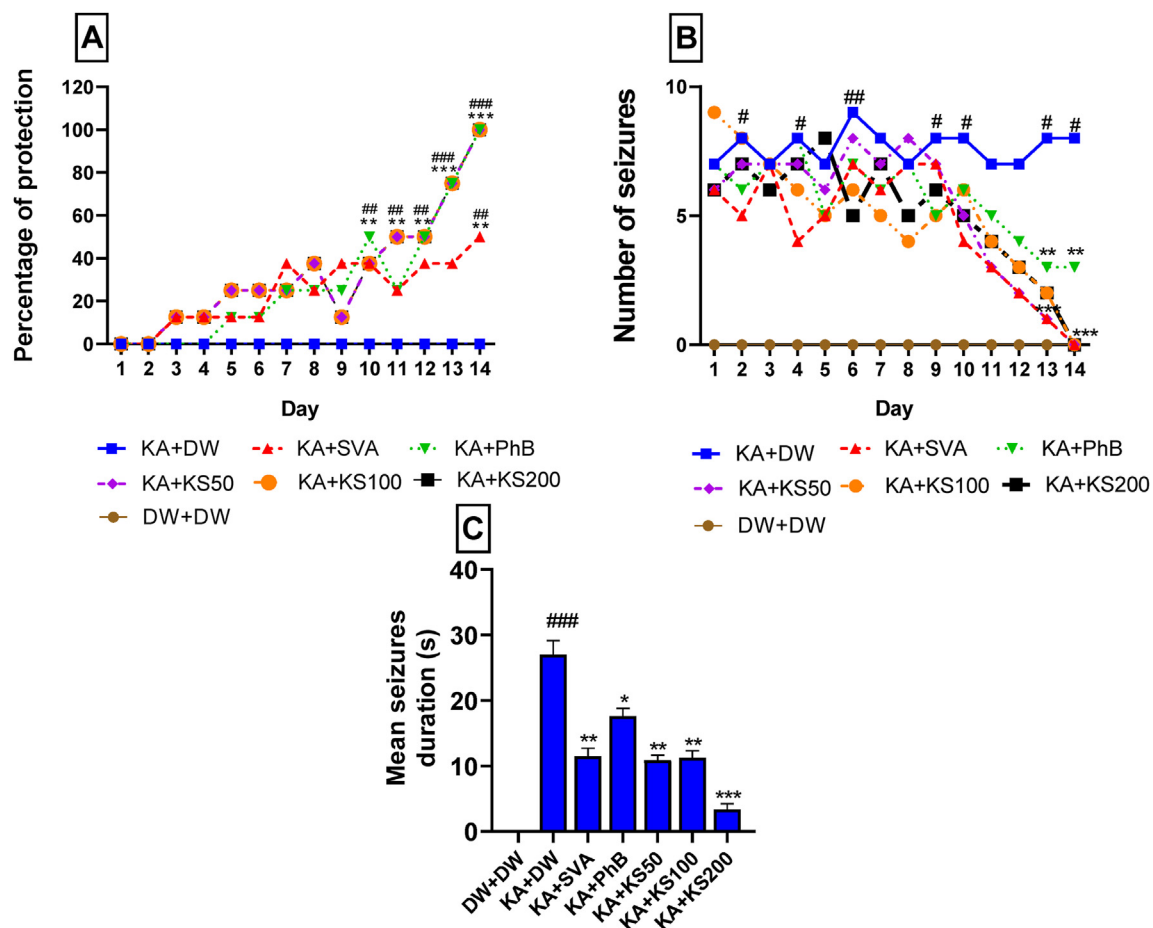 A
Percentage of protection
120
100
80
60
40
20
0
###
***
###
***
##
**
##
**
##
**
##
**
1 2 3 4 5 6 7 8 9 10 11 12 13 14
Day
KA+DW KA+SVA KA+PhB
KA+KS50 KA+KS100 KA+KS200
DW+DW
B
Number of seizures
10
5
0
# # ## # # # #
** **
***
***
1 2 3 4 5 6 7 8 9 10 11 12 13 14
Day
KA+DW KA+SVA KA+PhB
KA+KS50 KA+KS100 KA+KS200
DW+DW
C
Mean seizures
duration (s)
40
30
20
10
0
###
**
*
**
**
***
DW+DW
KA+DW
KA+SVA
KA+PhB
KA+KS50
KA+KS100
KA+KS200